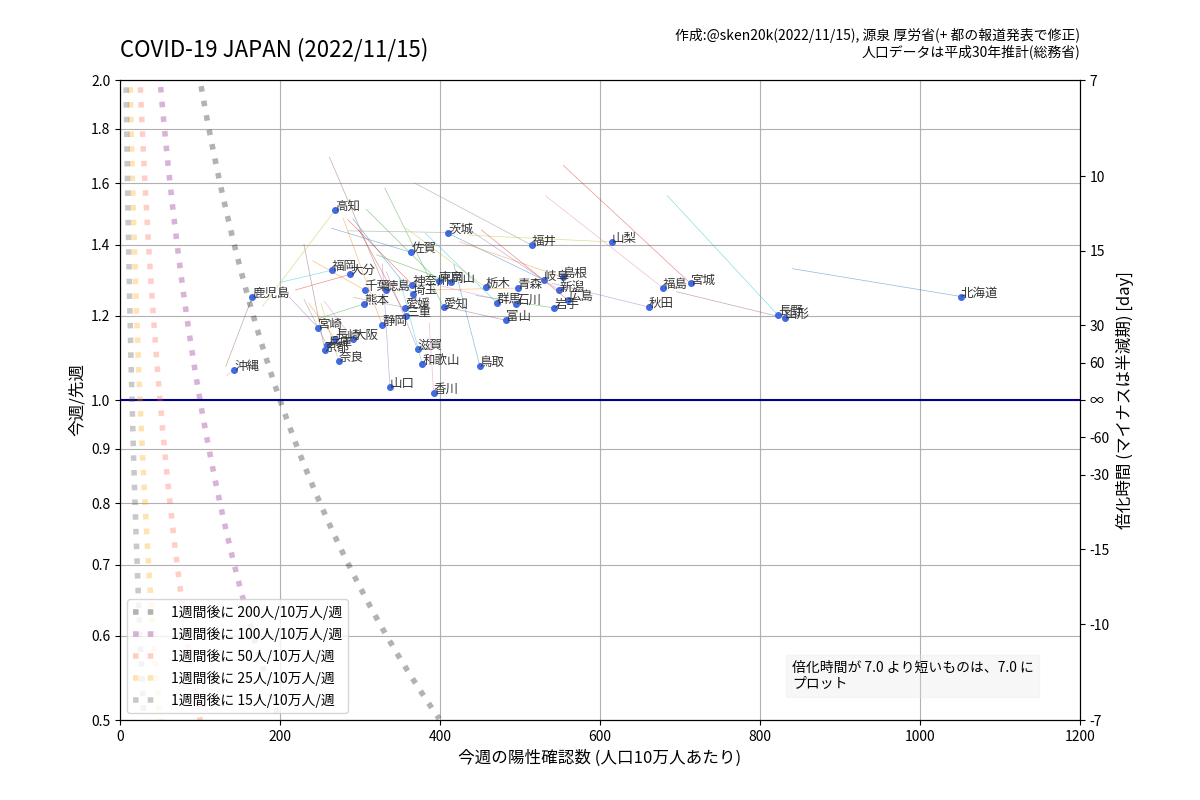 COVID-19 JAPAN (2022/11/15)
作成:@sken20k(2022/11/15), 源泉 厚労省(+ 都の報道発表で修正)
人口データは平成30年推計(総務省)
2.0
1.8
1.6
1.4
1.2
1.0
0.9
0.8
0.7
0.6
0.5
今週/先週
7
10
15
30
60
∞
-60
-30
-15
-10
-7
倍化時間 (マイナスは半減期) [day]
高知
茨城
福井
山梨
佐賀
福岡
大分
鹿児島
千葉
徳島
神奈川
埼玉
岡山
栃木
青森
岐阜
島根
新潟
広島
福島
宮城
秋田
北海道
長野
山形
熊本
愛媛
三重
愛知
群馬
石川
岩手
富山
宮崎
静岡
長崎
大阪
京都
奈良
滋賀
和歌山
鳥取
沖縄
山口
香川
1週間後に 200人/10万人/週
1週間後に 100人/10万人/週
1週間後に 50人/10万人/週
1週間後に 25人/10万人/週
1週間後に 15人/10万人/週
倍化時間が 7.0 より短いものは、7.0 に
プロット
0
200
400
600
800
1000
1200
今週の陽性確認数 (人口10万人あたり)